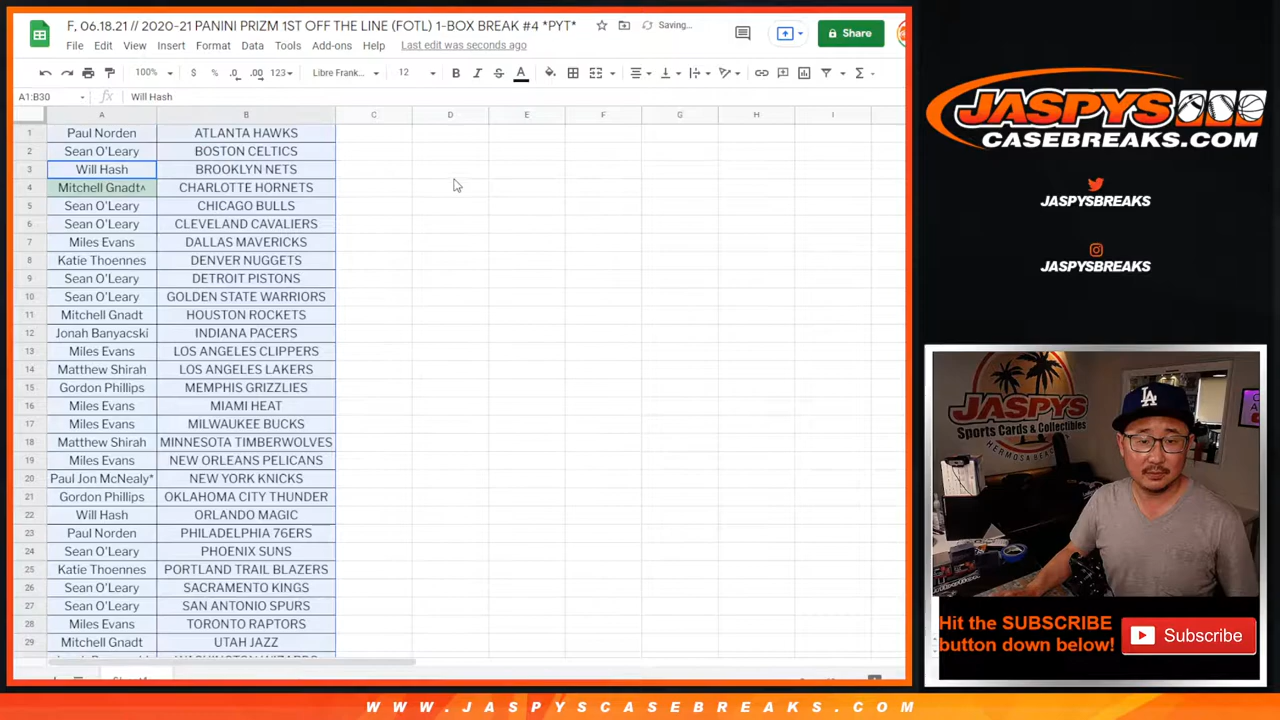 F, 06.18.21 // 2020-21 PANINI PRIZM 1ST OFF THE LINE (FOTL) 1-BOX BREAK #4 *PYT*
Saving...
File Edit View Insert Format Data Tools Add-ons Help Last edit was seconds ago
Share
100% $ % .0 .00 123 Libre Frank... 12 B I S A
A1:B30 fx Will Hash
A B C D E F G H I
1 Paul Norden ATLANTA HAWKS
2 Sean O'Leary BOSTON CELTICS
3 Will Hash BROOKLYN NETS
4 Mitchell Gnadt^ CHARLOTTE HORNETS
5 Sean O'Leary CHICAGO BULLS
6 Sean O'Leary CLEVELAND CAVALIERS
7 Miles Evans DALLAS MAVERICKS
8 Katie Thoennes DENVER NUGGETS
9 Sean O'Leary DETROIT PISTONS
10 Sean O'Leary GOLDEN STATE WARRIORS
11 Mitchell Gnadt HOUSTON ROCKETS
12 Jonah Banyacski INDIANA PACERS
13 Miles Evans LOS ANGELES CLIPPERS
14 Matthew Shirah LOS ANGELES LAKERS
15 Gordon Phillips MEMPHIS GRIZZLIES
16 Miles Evans MIAMI HEAT
17 Miles Evans MILWAUKEE BUCKS
18 Matthew Shirah MINNESOTA TIMBERWOLVES
19 Miles Evans NEW ORLEANS PELICANS
20 Paul Jon McNealy* NEW YORK KNICKS
21 Gordon Phillips OKLAHOMA CITY THUNDER
22 Will Hash ORLANDO MAGIC
23 Paul Norden PHILADELPHIA 76ERS
24 Sean O'Leary PHOENIX SUNS
25 Katie Thoennes PORTLAND TRAIL BLAZERS
26 Sean O'Leary SACRAMENTO KINGS
27 Sean O'Leary SAN ANTONIO SPURS
28 Miles Evans TORONTO RAPTORS
29 Mitchell Gnadt UTAH JAZZ
JASPYS
CASEBREAKS.COM
JASPYSBREAKS
JASPYSBREAKS
JASPYS
Sports Cards & Collectibles
HERMOSA BEACH
LA
Hit the SUBSCRIBE
button down below!
Subscribe
WWW.JASPYSCASEBREAKS.COM